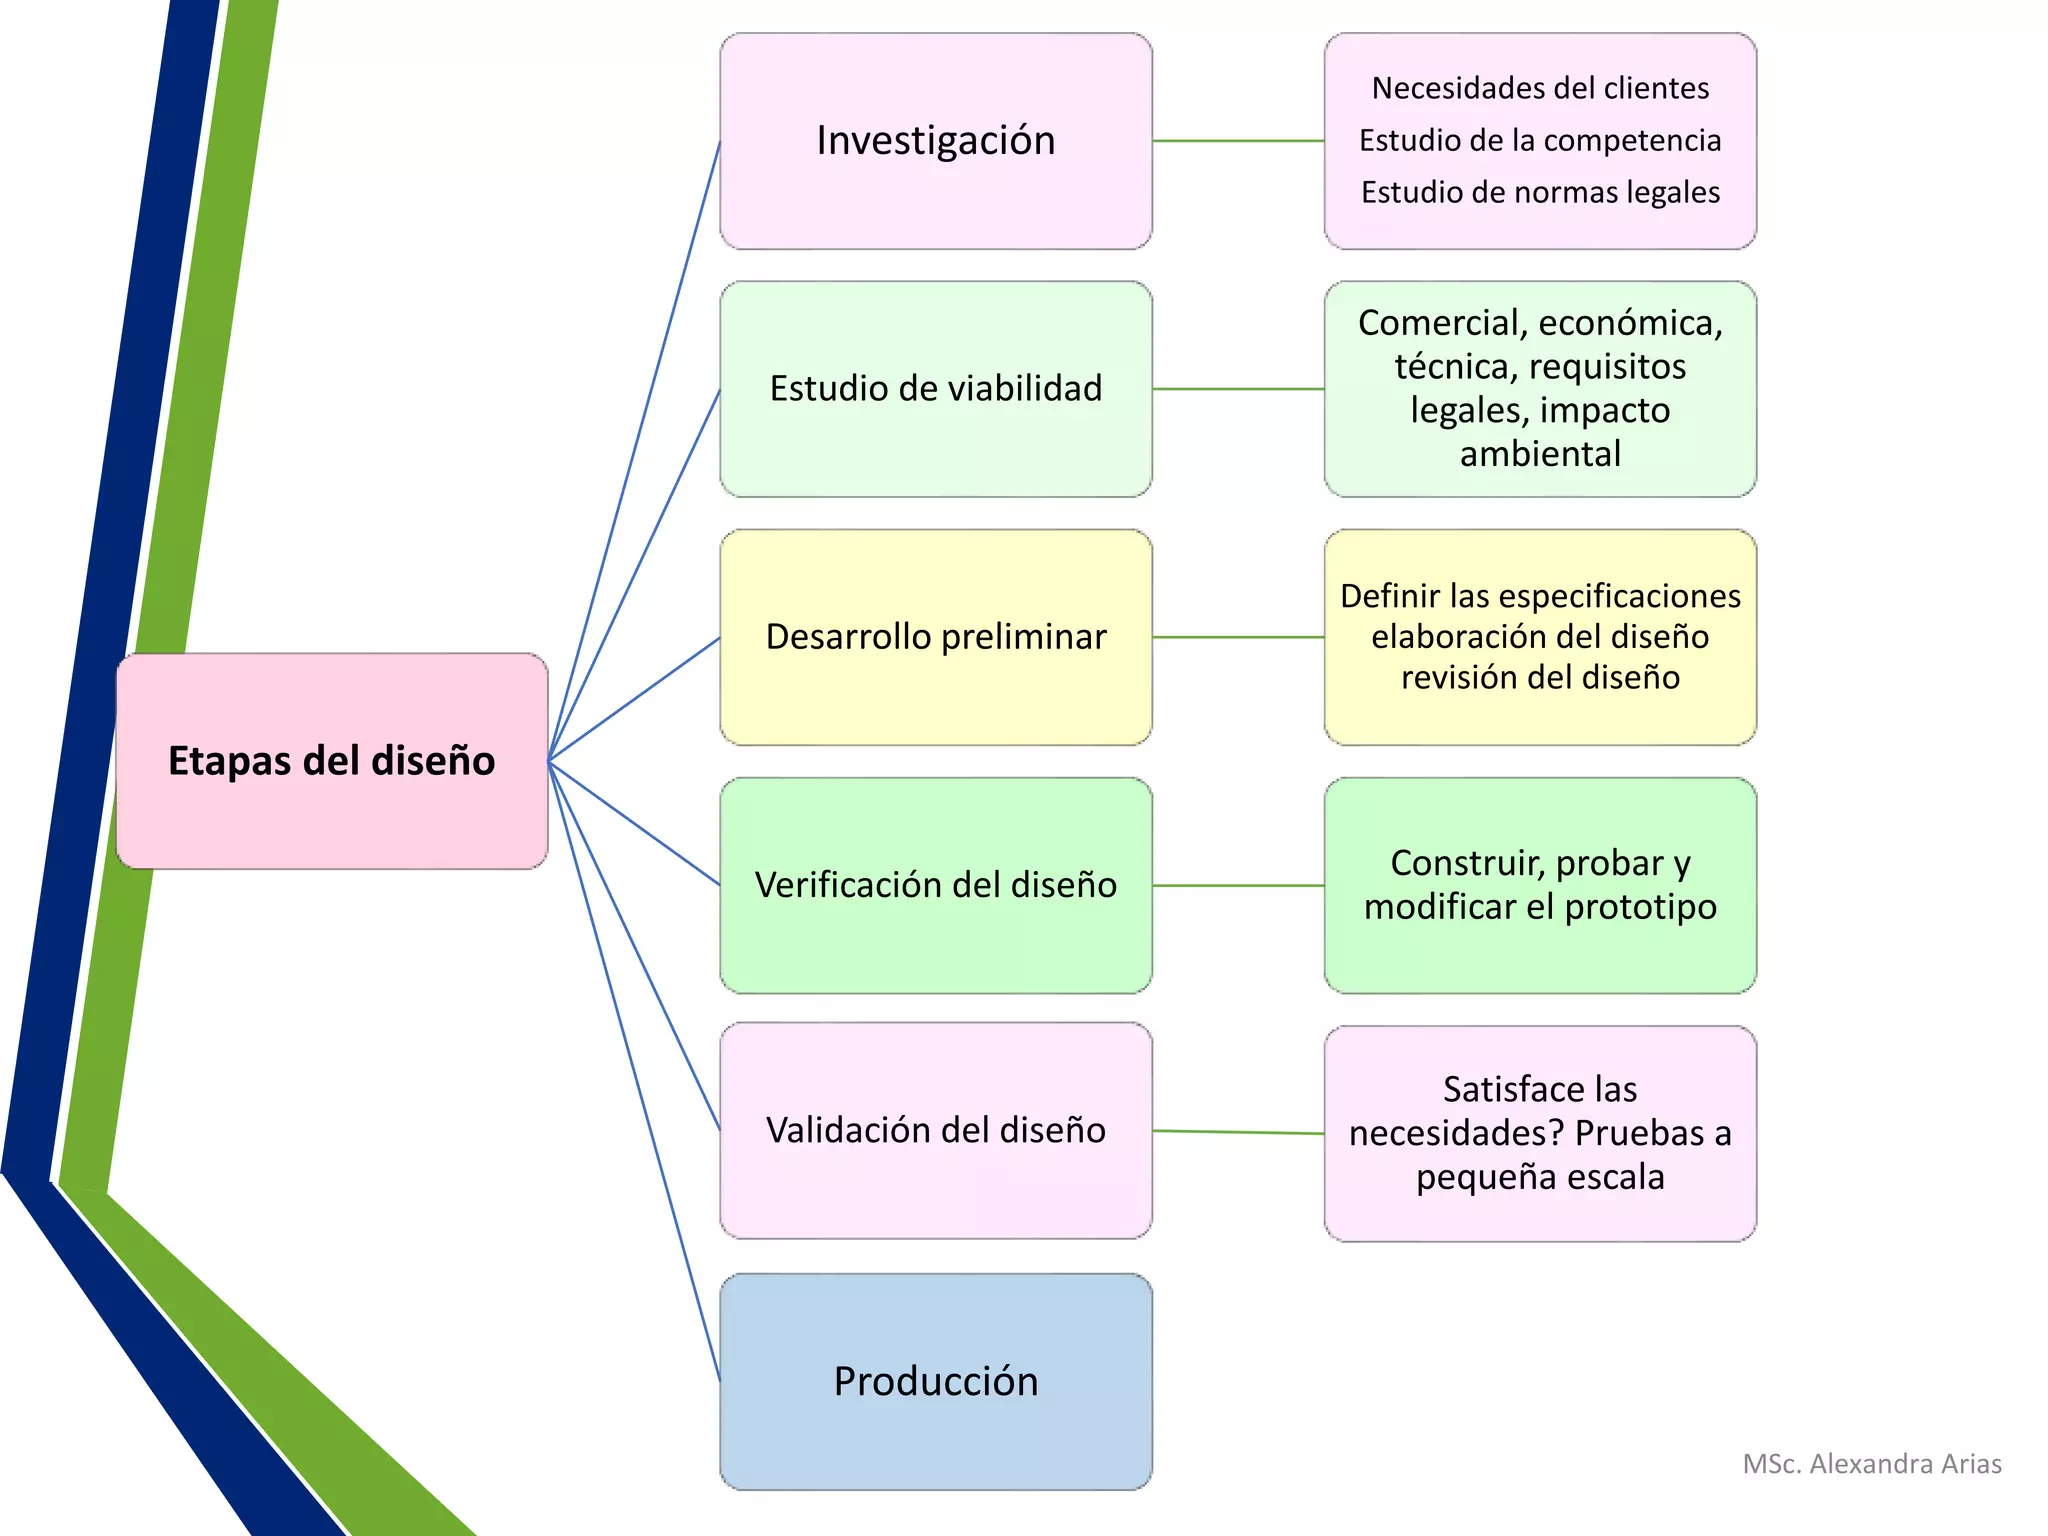 Etapas del diseño
Investigación
Necesidades del clientes
Estudio de la competencia
Estudio de normas legales
Estudio de viabilidad
Comercial, económica,
técnica, requisitos
legales, impacto
ambiental
Desarrollo preliminar
Definir las especificaciones
elaboración del diseño
revisión del diseño
Verificación del diseño
Construir, probar y
modificar el prototipo
Validación del diseño
Satisface las
necesidades? Pruebas a
pequeña escala
Producción
MSc. Alexandra Arias